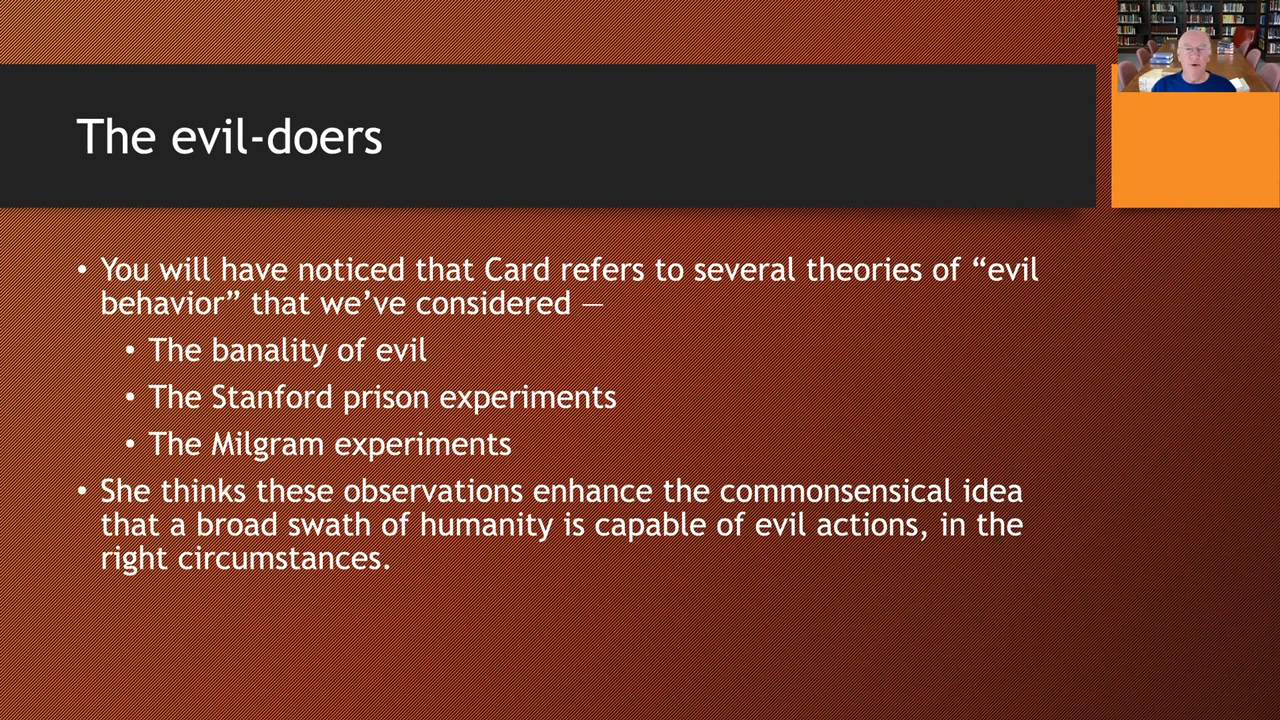 The evil-doers
• You will have noticed that Card refers to several theories of “evil
behavior” that we’ve considered —
• The banality of evil
• The Stanford prison experiments
• The Milgram experiments
• She thinks these observations enhance the commonsensical idea
that a broad swath of humanity is capable of evil actions, in the
right circumstances.